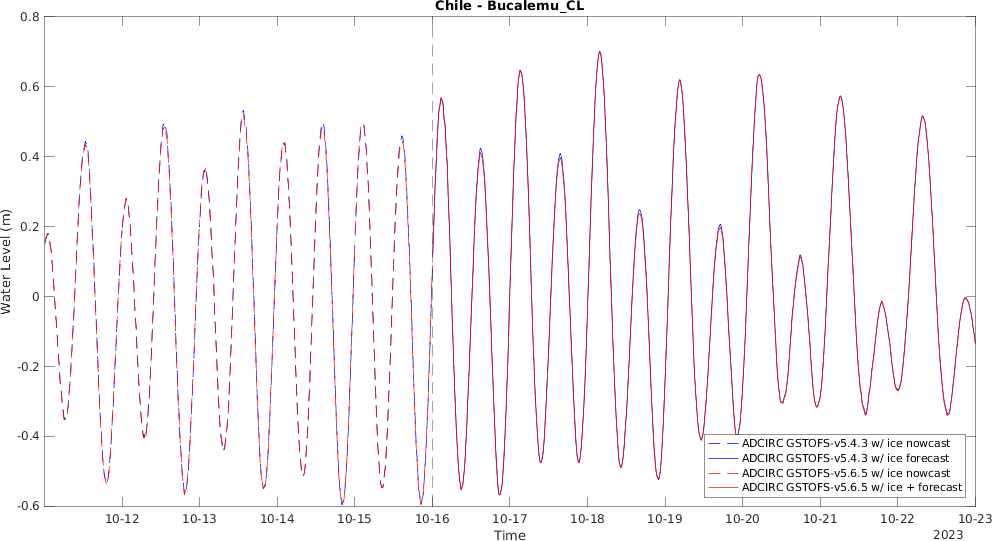 Chile - Bucalemu_CL
Water Level (m)
0.8
0.6
0.4
0.2
0
-0.2
-0.4
-0.6
ADCIRC GSTOFS-v5.4.3 w/ ice nowcast
ADCIRC GSTOFS-v5.4.3 w/ ice forecast
ADCIRC GSTOFS-v5.6.5 w/ ice nowcast
ADCIRC GSTOFS-v5.6.5 w/ ice + forecast
10-12 10-13 10-14 10-15 10-16 10-17 10-18 10-19 10-20 10-21 10-22 10-23
Time
2023